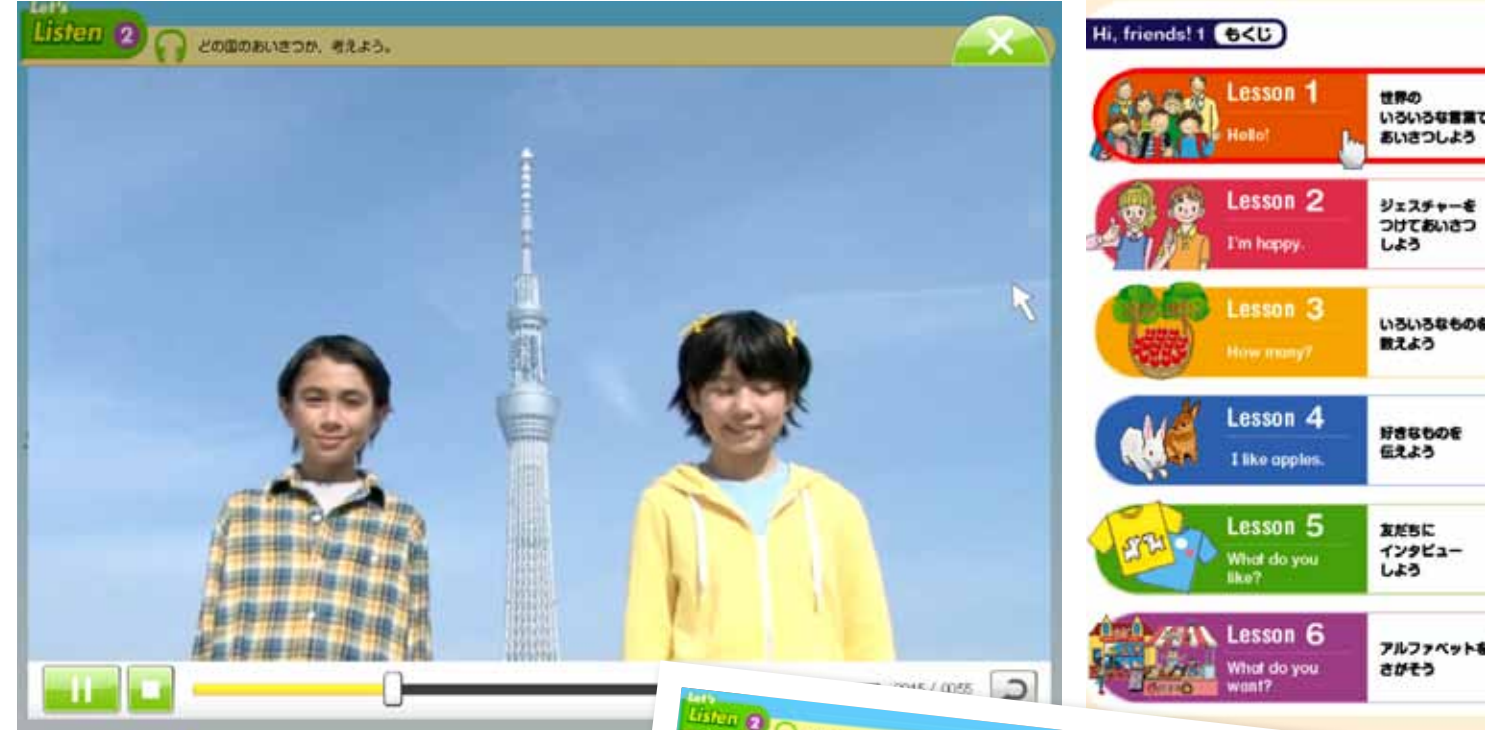 Let's
Listen 2
どの国のあいさつか、考えよう。
0015 / 0055
Let's
Listen 2
Hi, friends! 1 もくじ
Lesson 1
Hello!
世界の
いろいろな言葉で
あいさつしよう
Lesson 2
I'm happy.
ジェスチャーを
つけてあいさつ
しよう
Lesson 3
How many?
いろいろなものを
数えよう
Lesson 4
I like apples.
好きなものを
伝えよう
Lesson 5
What do you
like?
友だちに
インタビュー
しよう
Lesson 6
What do you
want?
アルファベットを
さがそう